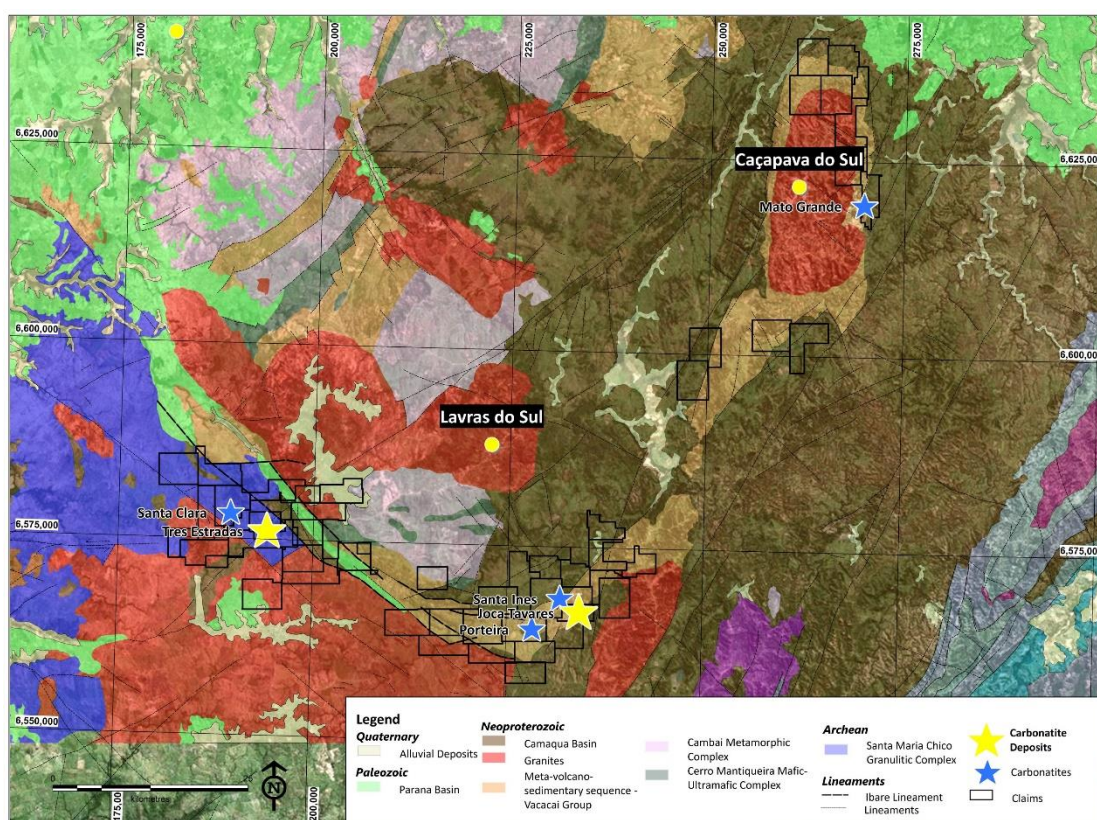 175,000
200,000
225,000
250,000
275,000
6,625,000
6,625,000
Caçapava do Sul
Mato Grande
6,600,000
6,600,000
Lavras do Sul
Santa Clara
Tres Estradas
6,575,000
6,575,000
Santa Ines
Joca Tavares
Porteira
6,550,000
175,00
200,000
0
kilometres
N
Legend
Quaternary
Alluvial Deposits
Paleozoic
Parana Basin
Neoproterozoic
Camaqua Basin
Granites
Meta-volcano-
sedimentary sequence -
Vacacai Group
Cambai Metamorphic
Complex
Cerro Mantiqueira Mafic-
Ultramafic Complex
Archean
Santa Maria Chico
Granulitic Complex
Lineaments
Ibare Lineament
Lineaments
Carbonatite
Deposits
Carbonatites
Claims